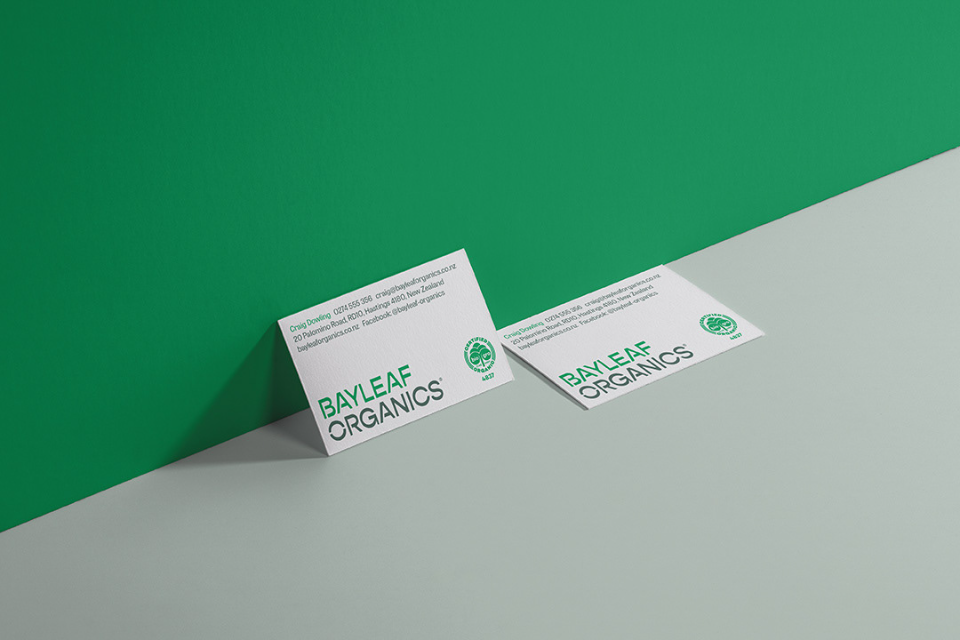 Craig Dowling 0274 555 356 craig@bayleaforganics.co.nz
20 Palomino Road, RD10, Hastings 4180, New Zealand
bayleaforganics.co.nz Facebook: @bayleaf-organics
CERTIFIED
ORGANIC
4837
BAYLEAF
ORGANICS
Craig Dowling 0274 555 356 craig@bayleaforganics.co.nz
20 Palomino Road, RD10, Hastings 4180, New Zealand
bayleaforganics.co.nz Facebook: @bayleaf-organics
CERTIFIED
ORGANIC
4837
BAYLEAF
ORGANICS